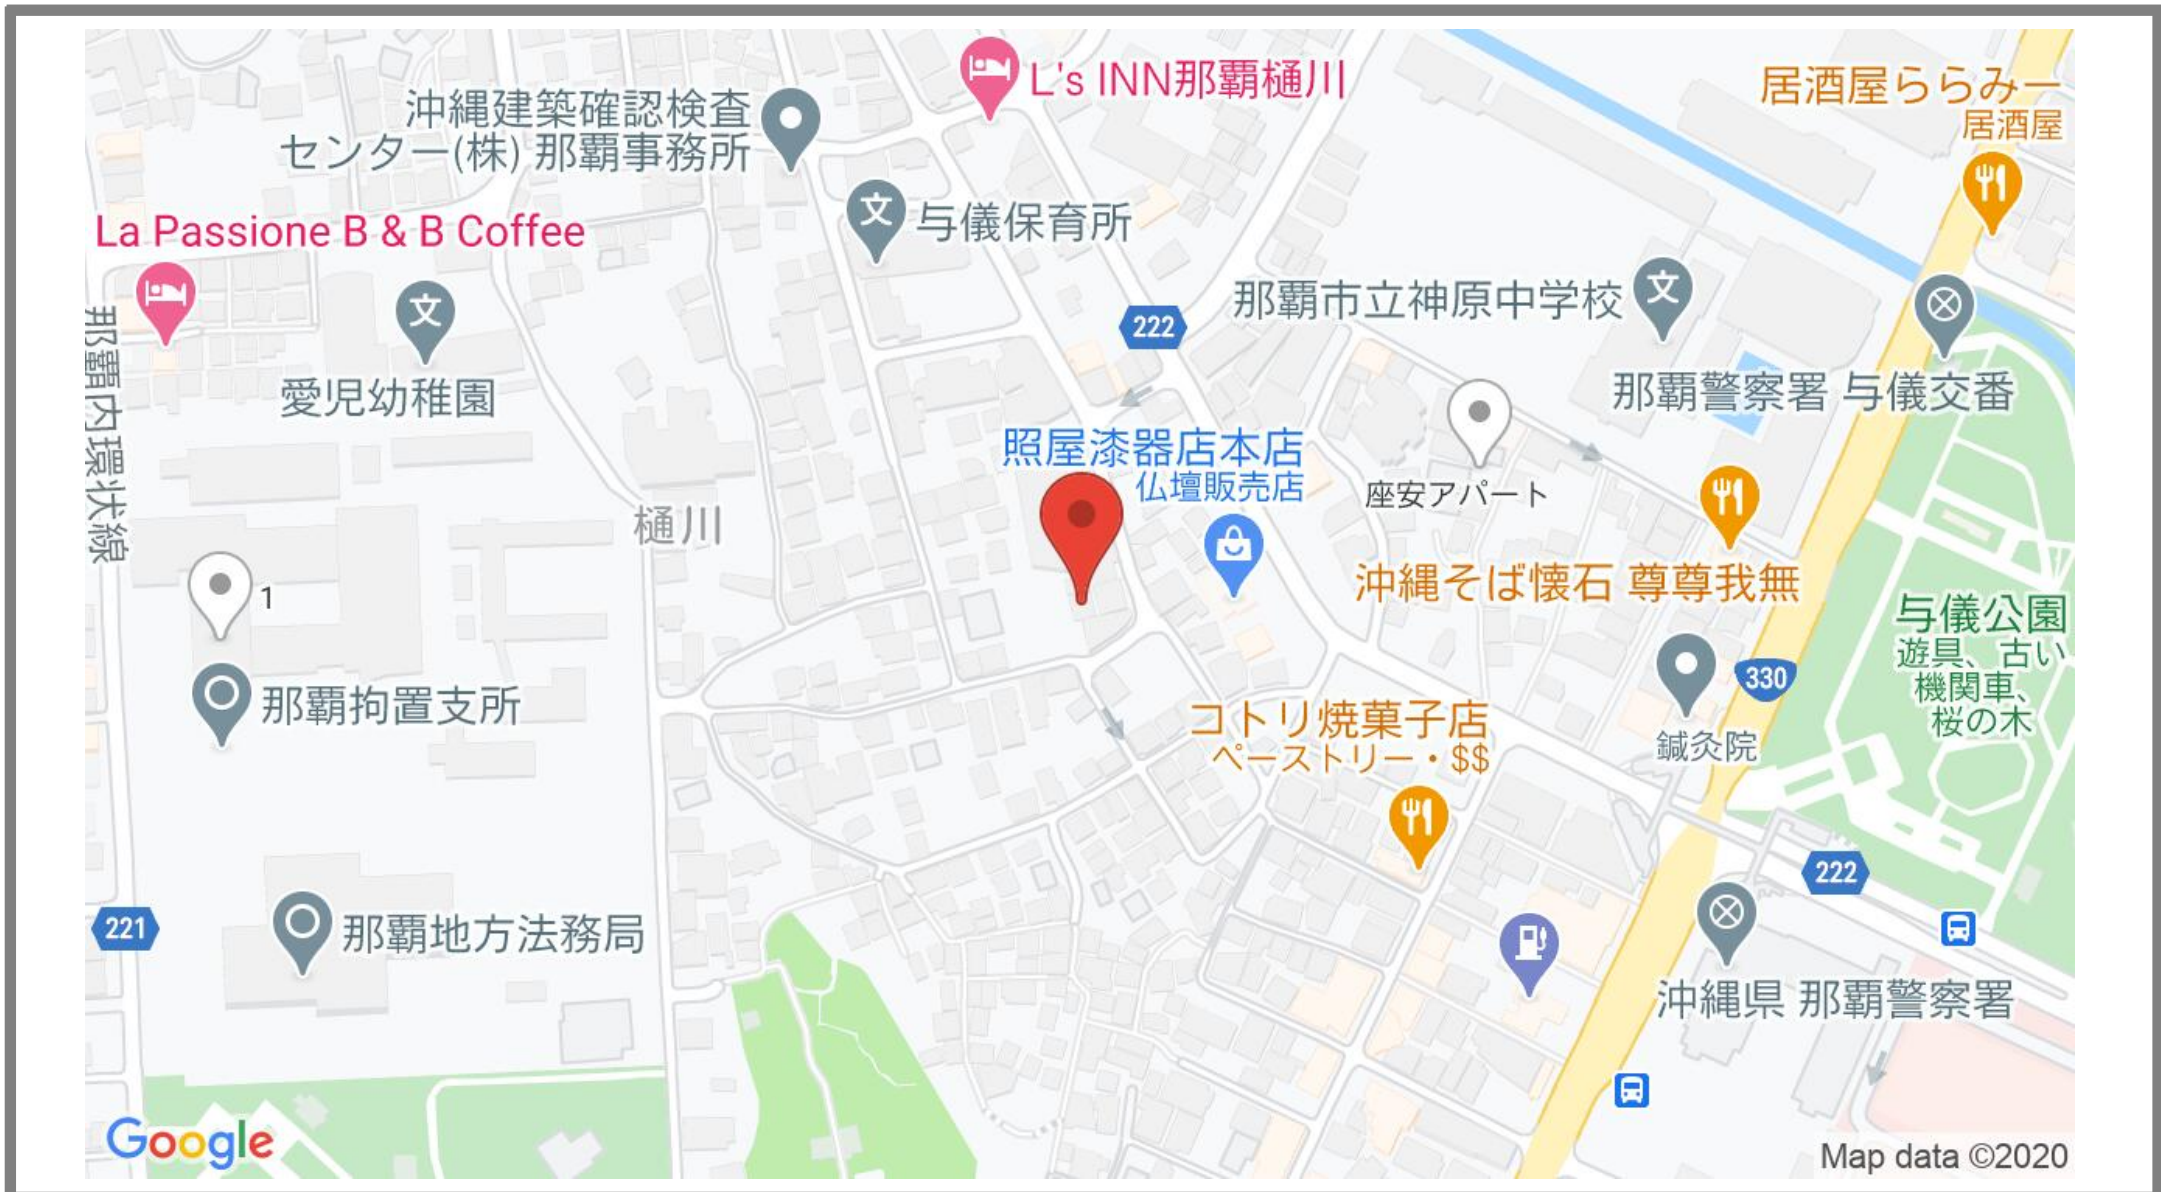 L's INN那覇樋川
沖縄建築確認検査
センター(株) 那覇事務所
居酒屋ららみー
居酒屋
文
与儀保育所
La Passione B & B Coffee
文
愛児幼稚園
那覇市立神原中学校
文
222
那覇警察署 与儀交番
那覇内環状線
照屋漆器店本店
仏壇販売店
座安アパート
樋川
沖縄そば懐石 尊尊我無
1
与儀公園
遊具、古い
機関車、
桜の木
330
那覇拘置支所
コトリ焼菓子店
ペーストリー・$$
鍼灸院
222
221
那覇地方法務局
沖縄県 那覇警察署
Google
Map data ©2020